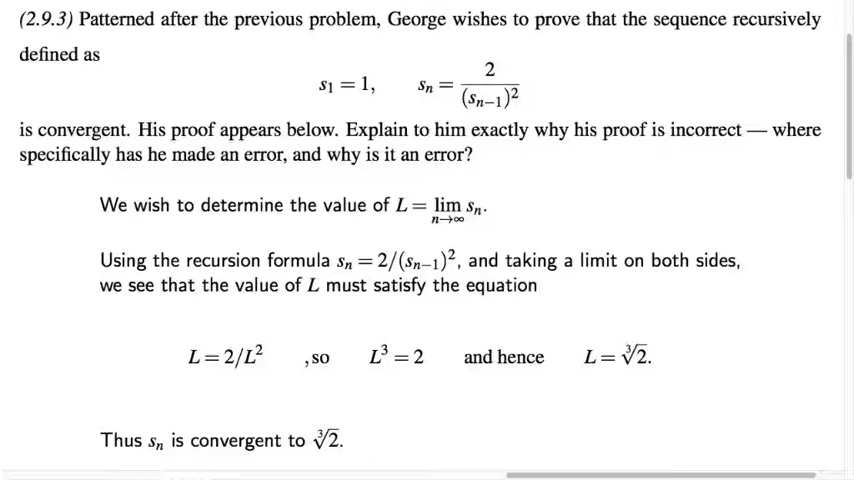 (2.9.3) Patterned after the previous problem, George wishes to prove that the sequence recursively
defined as
s₁ = 1, sₙ = 2/(sₙ₋₁)²
is convergent. His proof appears below. Explain to him exactly why his proof is incorrect — where
specifically has he made an error, and why is it an error?
We wish to determine the value of L = lim n→∞ sₙ.
Using the recursion formula sₙ = 2/(sₙ₋₁)², and taking a limit on both sides,
we see that the value of L must satisfy the equation
L = 2/L² , so L³ = 2 and hence L = ∛2.
Thus sₙ is convergent to ∛2.